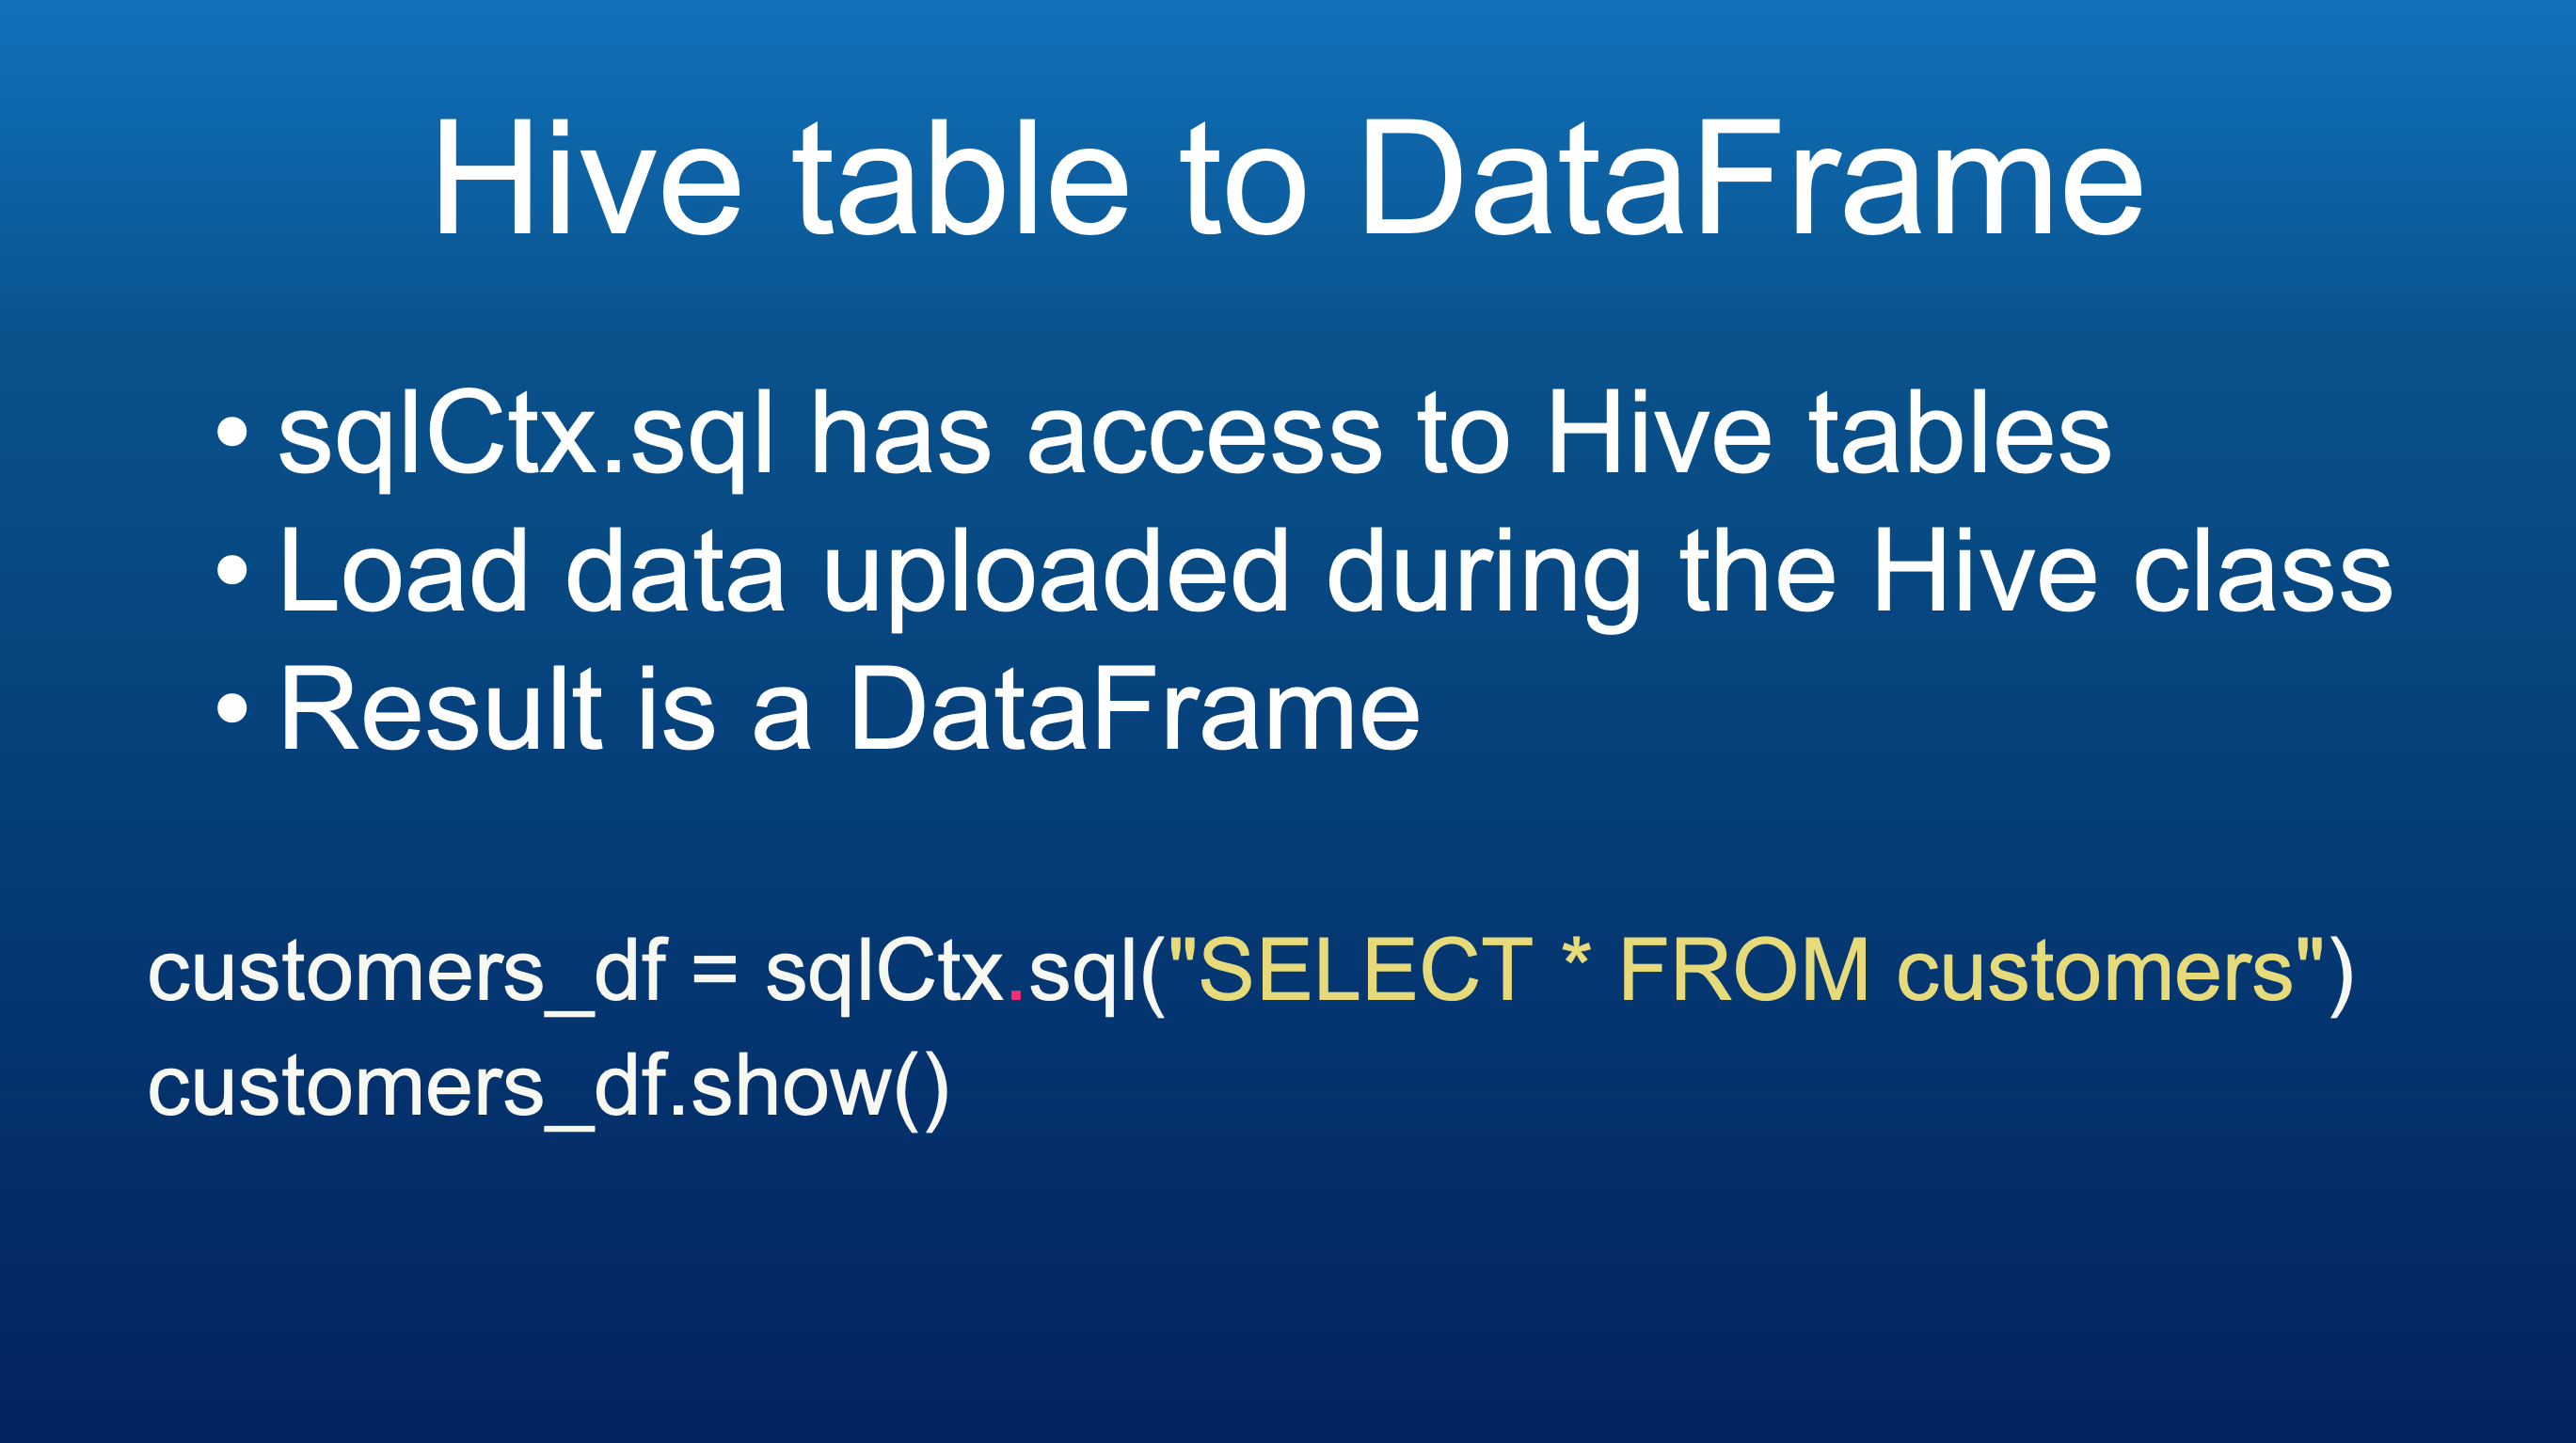 Hive table to DataFrame
• sqlCtx.sql has access to Hive tables
• Load data uploaded during the Hive class
• Result is a DataFrame
customers_df = sqlCtx.sql("SELECT * FROM customers")
customers_df.show()